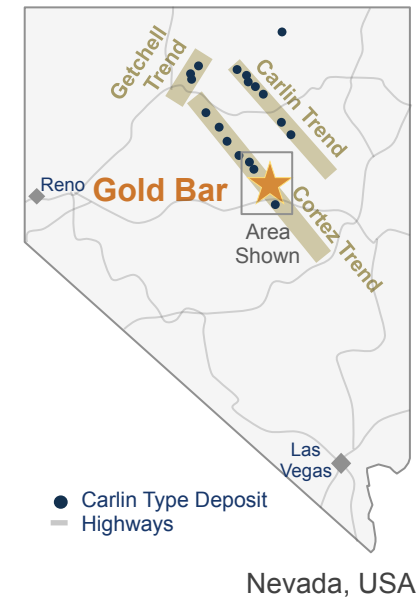 Getchell
Trend
Carlin Trend
Reno
Gold Bar
Cortez Trend
Area
Shown
Las
Vegas
Carlin Type Deposit
Highways
Nevada, USA